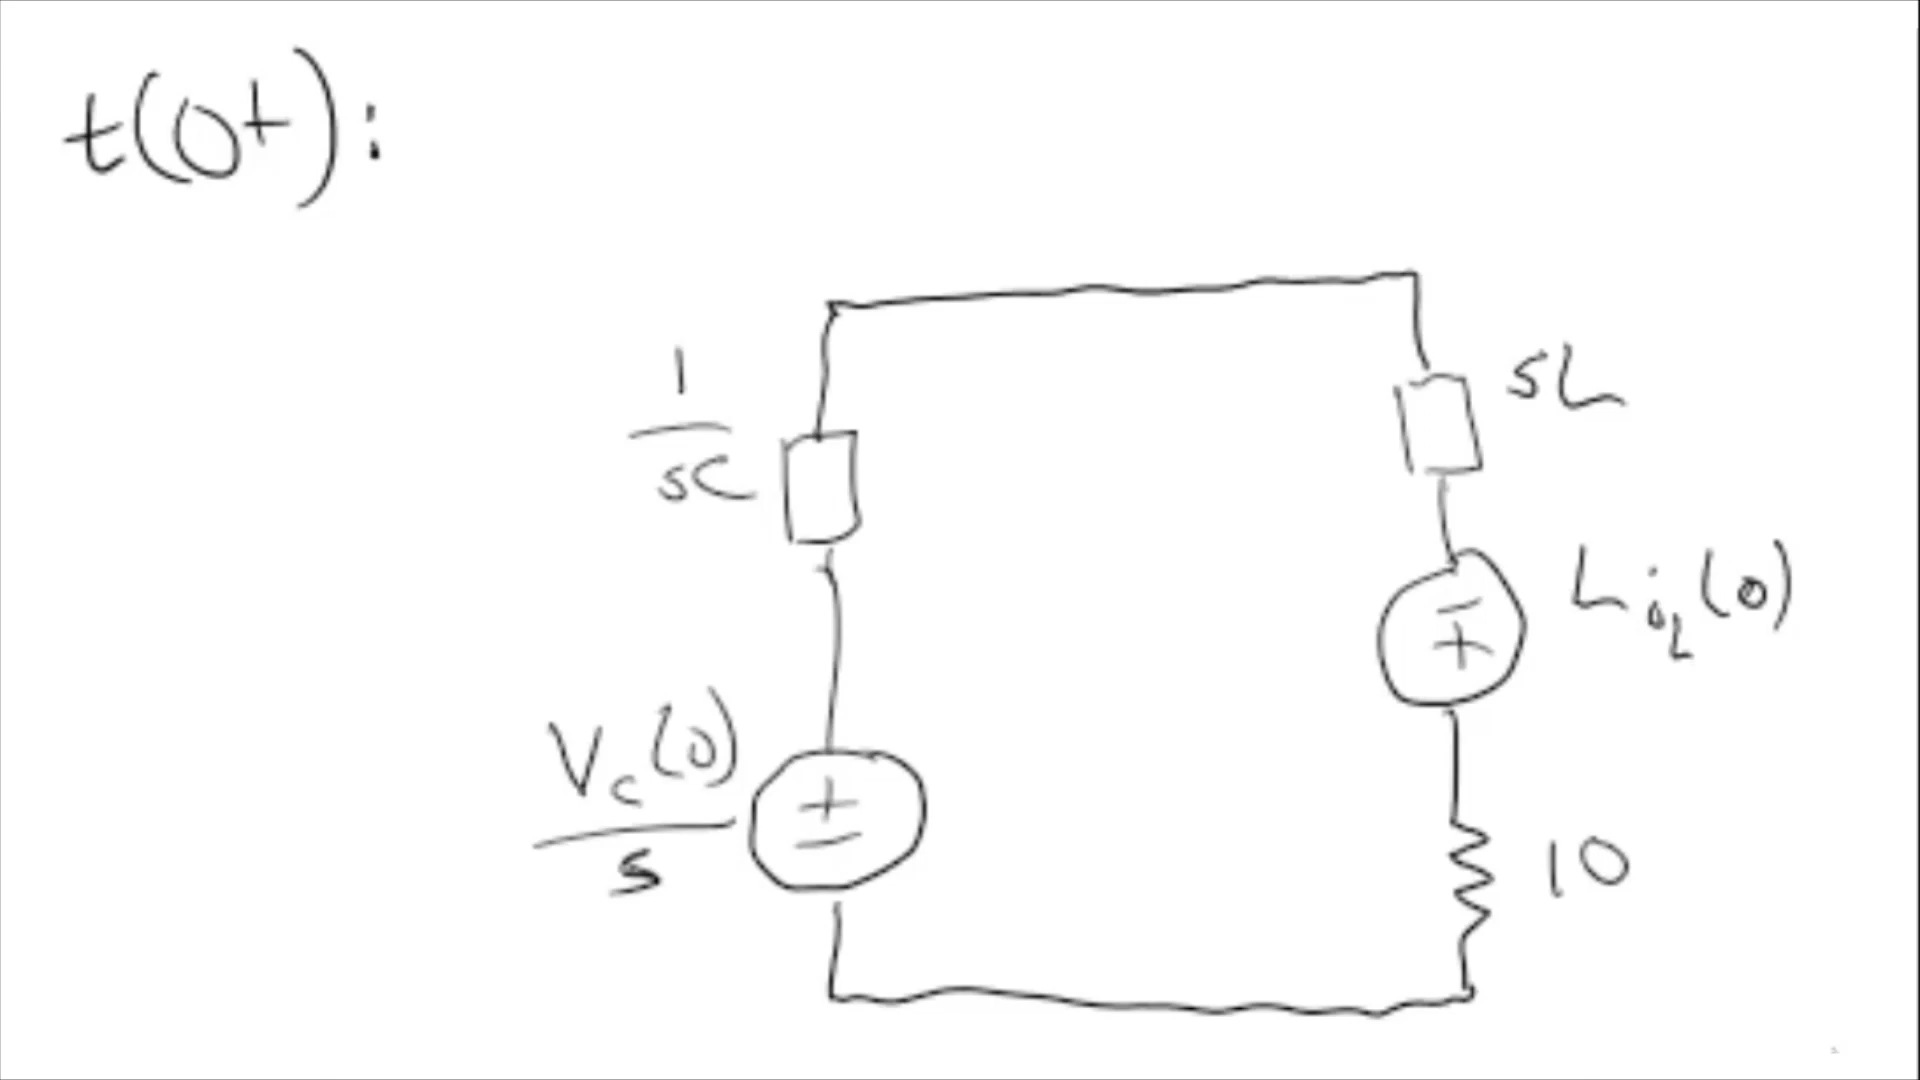 t(0+):
1
sC
sL
+
−
Li_L(0)
V_c(0)
s
−
+
10